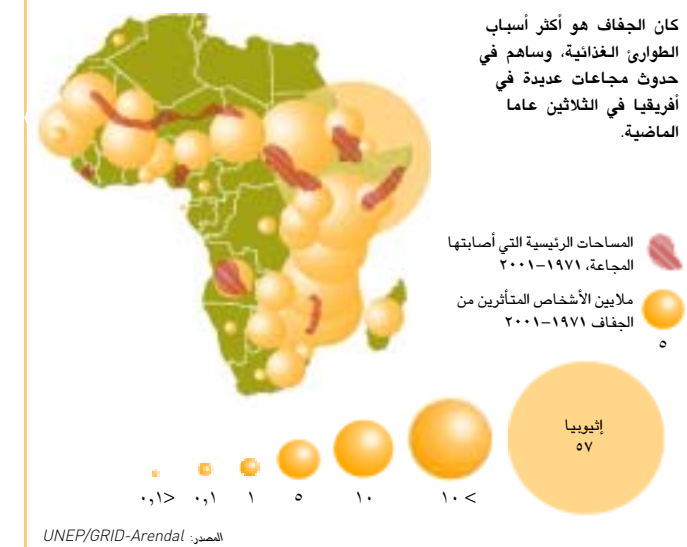 كان الجفاف هو أكثر أسباب
الطوارئ الغذائية، وساهم في
حدوث مجاعات عديدة في
أفريقيا في الثلاثين عاما
الماضية.
المساحات الرئيسية التي أصابتها
المجاعة، ١٩٧١–٢٠٠١
ملايين الأشخاص المتأثرين من
الجفاف ١٩٧١–٢٠٠١
٥
إثيوبيا
٥٧
> ١٠
١٠
٥
١
٠,١
<٠,١
المصدر: UNEP/GRID-Arendal